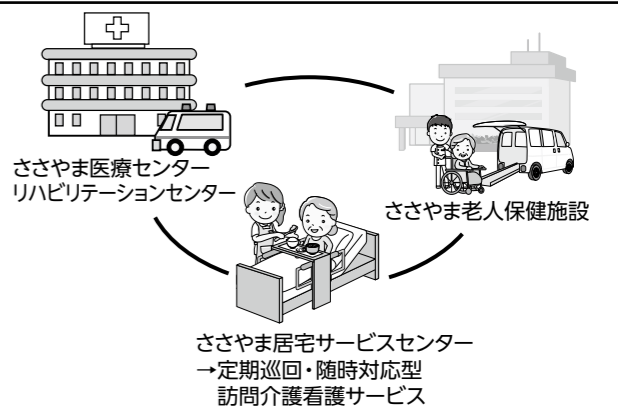 ささやま医療センター
リハビリテーションセンター
ささやま老人保健施設
ささやま居宅サービスセンター
→定期巡回・随時対応型
訪問介護看護サービス